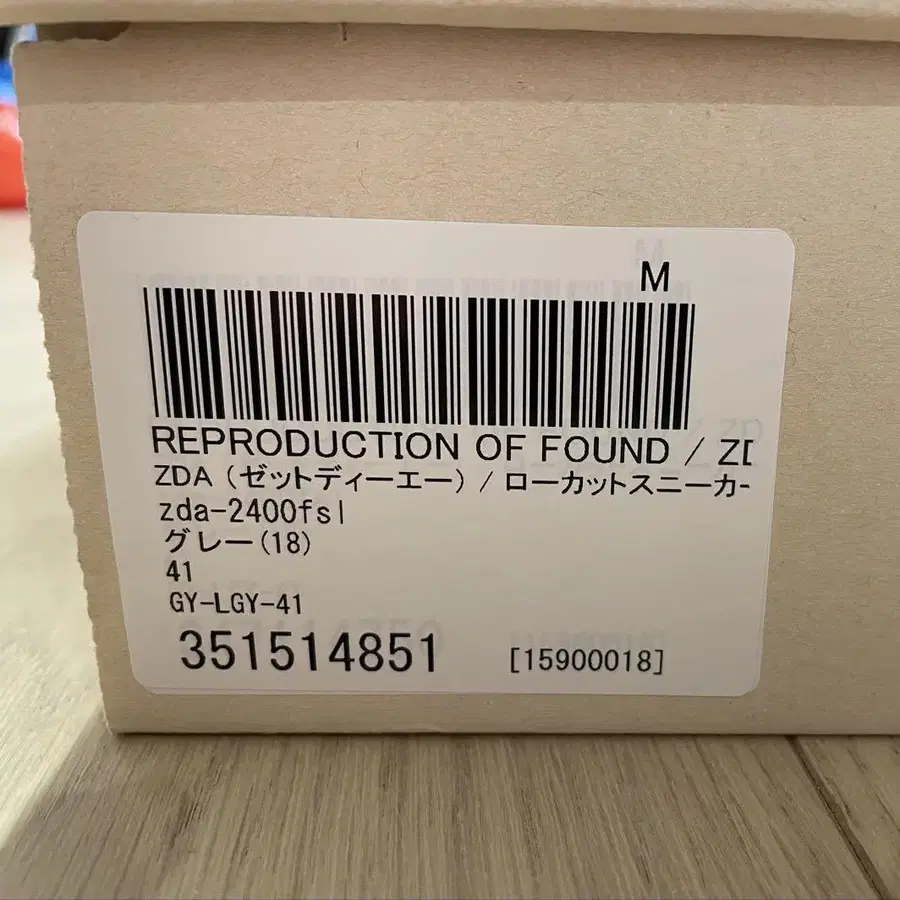 M
REPRODUCTION OF FOUND / ZD
ZDA (ゼットディーエー) / ローカットスニーカー
zda-2400fsl
グレー(18)
41
GY-LGY-41
351514851 [15900018]